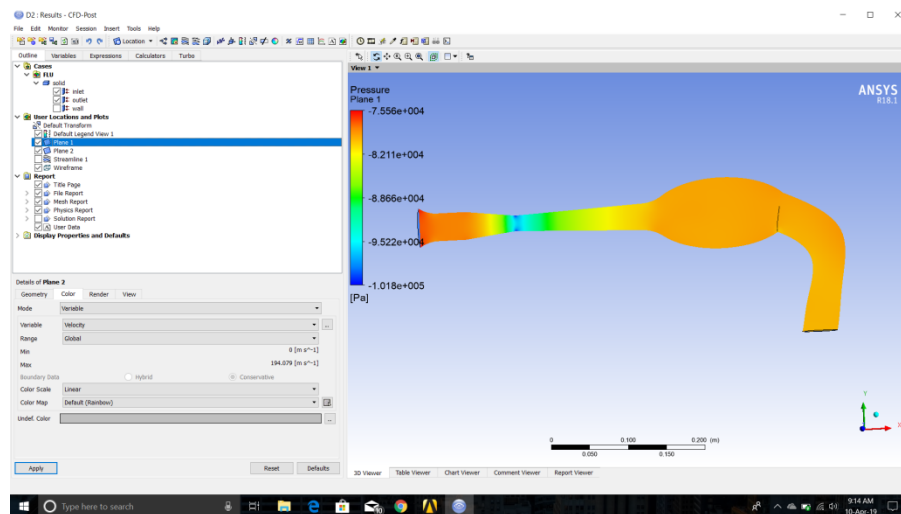 D2 : Results - CFD-Post
File Edit Monitor Session Insert Tools Help
Location
Outline Variables Expressions Calculators Turbo
Cases
FLU
solid
inlet
outlet
wall
User Locations and Plots
Default Transform
Default Legend View 1
Plane 1
Plane 2
Streamline 1
Wireframe
Report
Title Page
File Report
Mesh Report
Physics Report
Solution Report
User Data
Display Properties and Defaults
Details of Plane 2
Geometry Color Render View
Mode Variable
Variable Velocity
Range Global
Min 0 [m s^-1]
Max 194.079 [m s^-1]
Boundary Data Hybrid Conservative
Color Scale Linear
Color Map Default (Rainbow)
Undef. Color
Apply Reset Defaults
View 1
Pressure
Plane 1
-7.556e+004
-8.211e+004
-8.866e+004
-9.522e+004
-1.018e+005
[Pa]
ANSYS
R18.1
Y
X
0 0.100 0.200 (m)
0.050 0.150
3D Viewer Table Viewer Chart Viewer Comment Viewer Report Viewer
Type here to search
9:14 AM
10-Apr-19